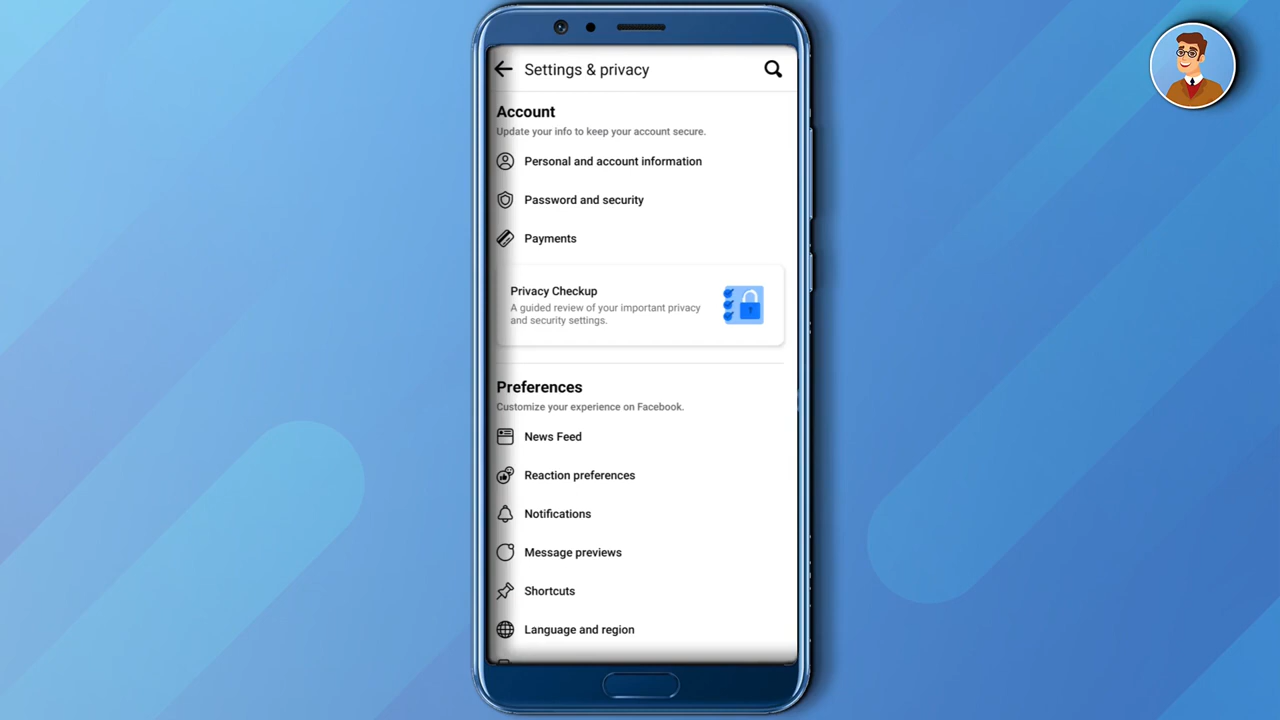 Settings & privacy
Account
Update your info to keep your account secure.
Personal and account information
Password and security
Payments
Privacy Checkup
A guided review of your important privacy
and security settings.
Preferences
Customize your experience on Facebook.
News Feed
Reaction preferences
Notifications
Message previews
Shortcuts
Language and region